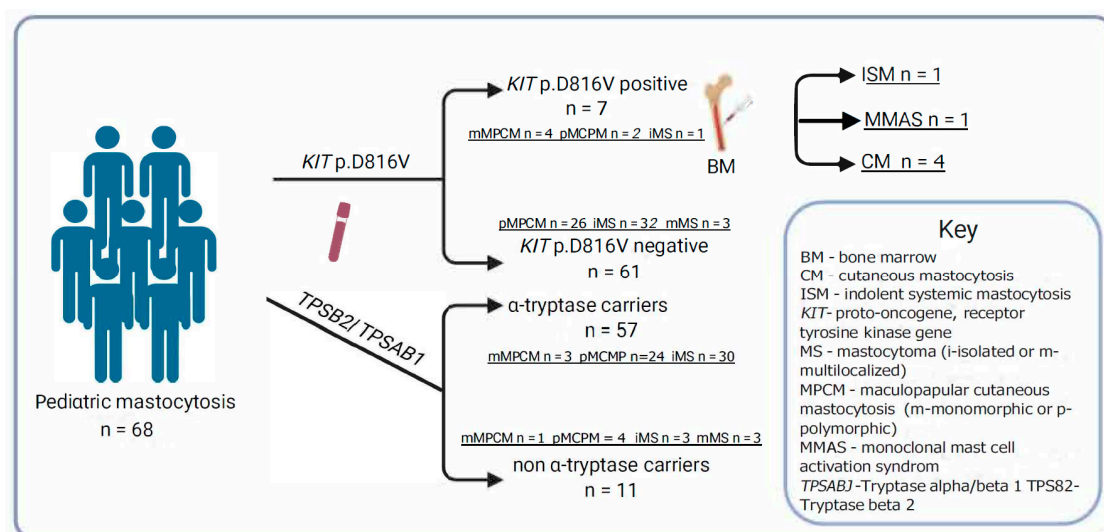 KIT p.D816V positive
n = 7
mMPCM n = 4 pMCPM n = 2 iMS n = 1
BM
ISM n = 1
MMAS n = 1
CM n = 4
KIT p.D816V
pMPCM n = 26 iMS n = 32 mMS n = 3
KIT p.D816V negative
n = 61
TPSB2/ TPSAB1
α-tryptase carriers
n = 57
mMPCM n = 3 pMCMP n=24 iMS n = 30
Pediatric mastocytosis
n = 68
mMPCM n = 1 pMCPM = 4 iMS n = 3 mMS n = 3
non α-tryptase carriers
n = 11
Key
BM - bone marrow
CM - cutaneous mastocytosis
ISM - indolent systemic mastocytosis
KIT- proto-oncogene, receptor
tyrosine kinase gene
MS - mastocytoma (i-isolated or m-
multilocalized)
MPCM - maculopapular cutaneous
mastocytosis (m-monomorphic or p-
polymorphic)
MMAS - monoclonal mast cell
activation syndrom
TPSABJ-Tryptase alpha/beta 1 TPS82-
Tryptase beta 2